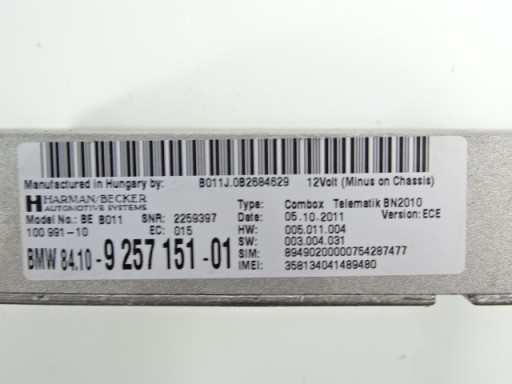 Manufactured in Hungary by: B011J.0B2684629 12Volt (Minus on Chassis)
HARMAN/BECKER
AUTOMOTIVE SYSTEMS
Model No.: BE B011 SNR: 2259397
100 991-10 EC: 015
BMW 84.10 - 9 257 151 -01
Type: Combox Telematik BN2010
Date: 05.10.2011 Version: ECE
HW: 005.011.004
SW: 003.004.031
SIM: 89490200000754287477
IMEI: 358134041489480